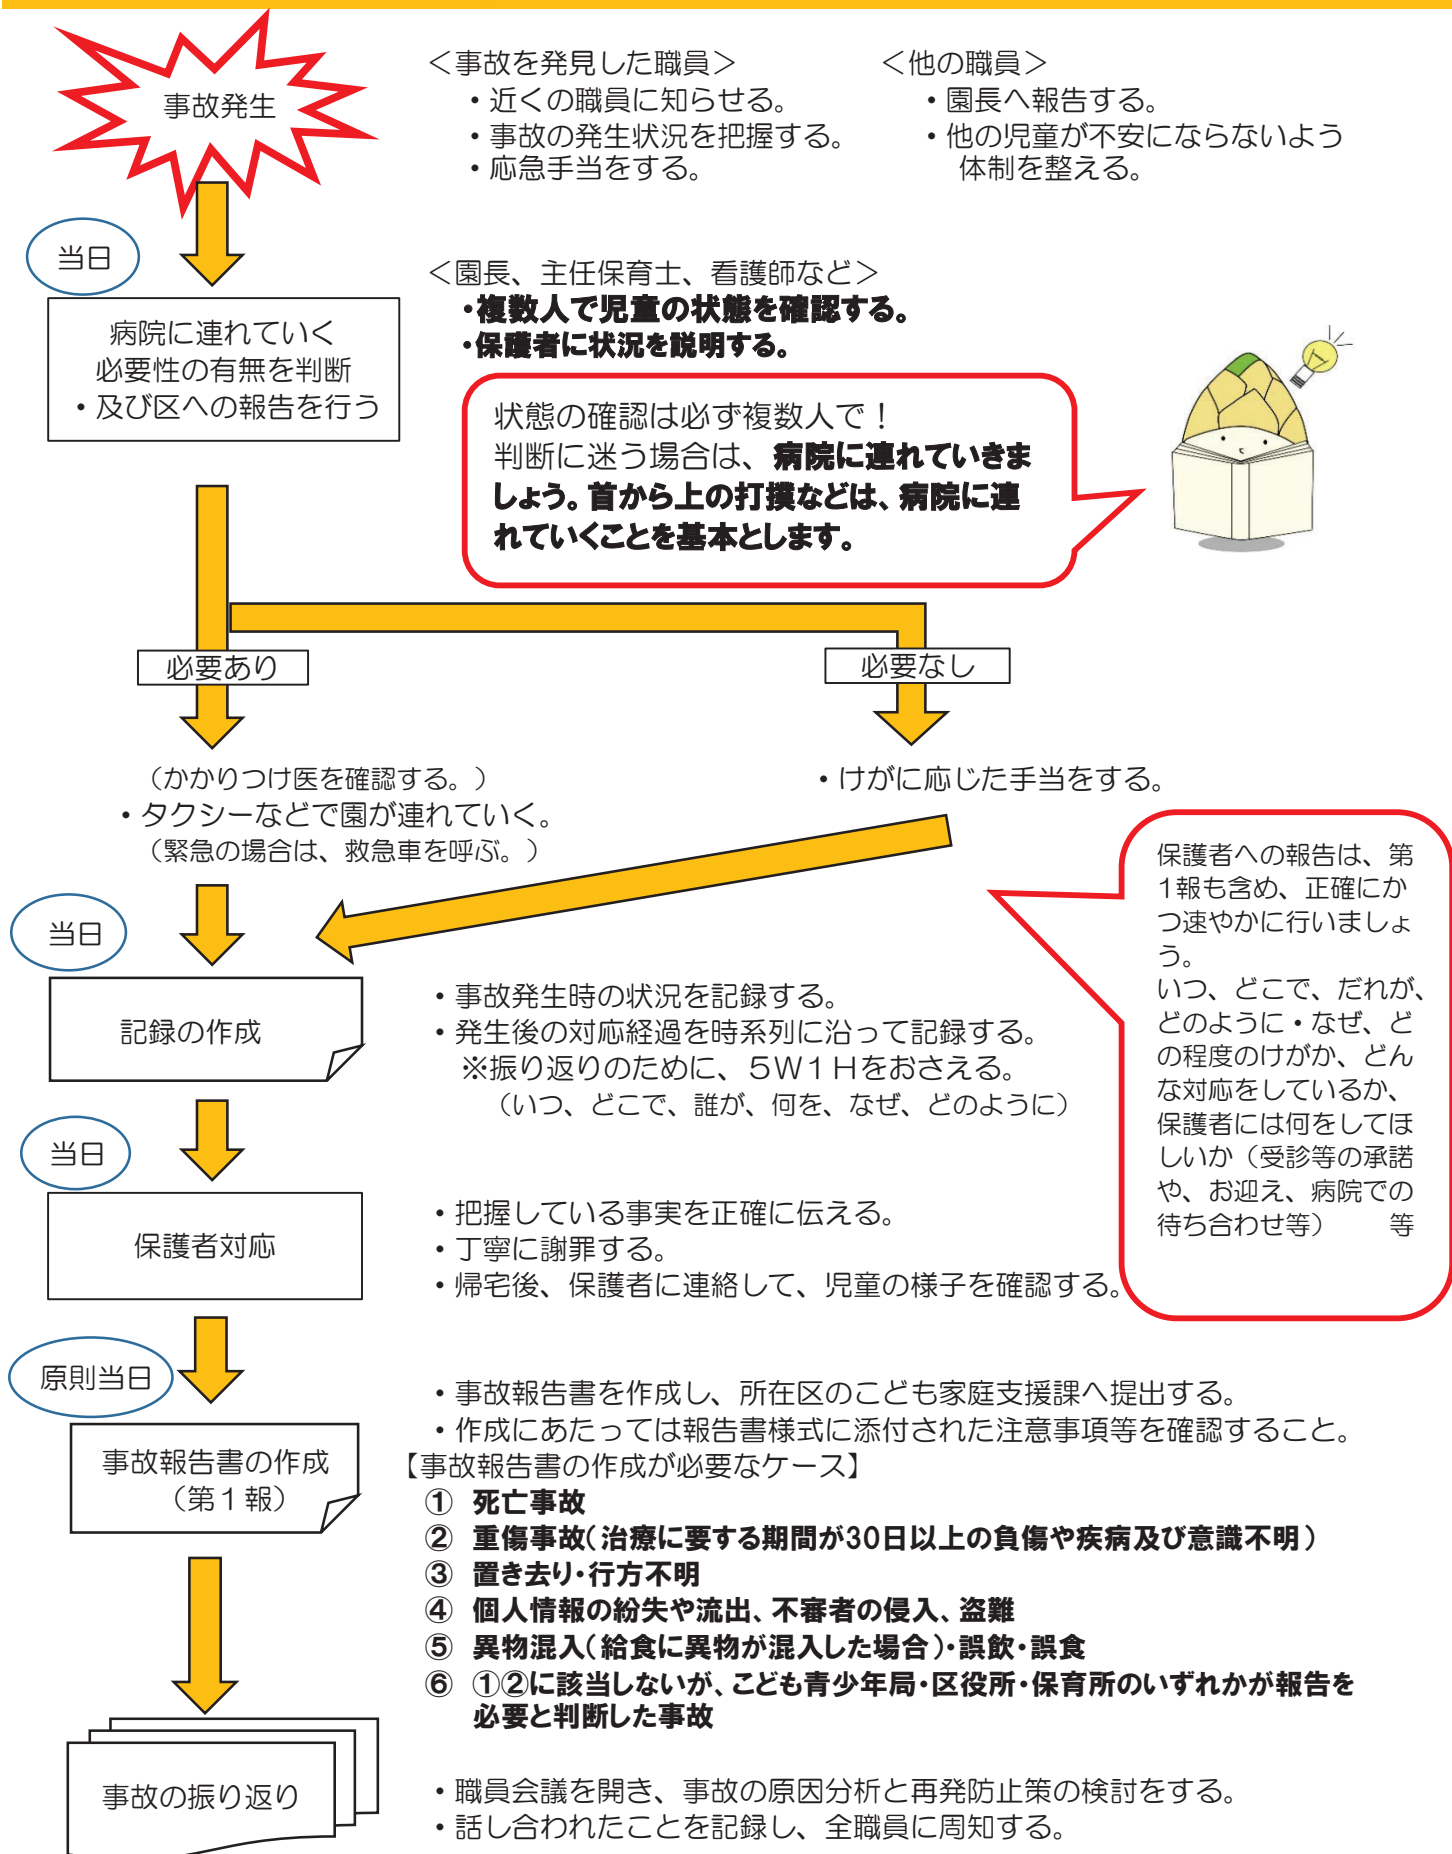 事故発生
＜事故を発見した職員＞
・近くの職員に知らせる。
・事故の発生状況を把握する。
・応急手当をする。
＜他の職員＞
・園長へ報告する。
・他の児童が不安にならないよう
体制を整える。
当日
病院に連れていく
必要性の有無を判断
・及び区への報告を行う
＜園長、主任保育士、看護師など＞
・複数人で児童の状態を確認する。
・保護者に状況を説明する。
状態の確認は必ず複数人で！
判断に迷う場合は、病院に連れていきま
しょう。首から上の打撲などは、病院に連
れていくことを基本とします。
必要あり
必要なし
（かかりつけ医を確認する。）
・タクシーなどで園が連れていく。
（緊急の場合は、救急車を呼ぶ。）
・けがに応じた手当をする。
保護者への報告は、第
1報も含め、正確にか
つ速やかに行いましょ
う。
いつ、どこで、だれが、
どのように・なぜ、ど
の程度のけがか、どん
な対応をしているか、
保護者には何をしてほ
しいか（受診等の承諾
や、お迎え、病院での
待ち合わせ等）　　等
当日
記録の作成
・事故発生時の状況を記録する。
・発生後の対応経過を時系列に沿って記録する。
※振り返りのために、５Ｗ１Ｈをおさえる。
（いつ、どこで、誰が、何を、なぜ、どのように）
当日
保護者対応
・把握している事実を正確に伝える。
・丁寧に謝罪する。
・帰宅後、保護者に連絡して、児童の様子を確認する。
原則当日
事故報告書の作成
（第１報）
・事故報告書を作成し、所在区のこども家庭支援課へ提出する。
・作成にあたっては報告書様式に添付された注意事項等を確認すること。
【事故報告書の作成が必要なケース】
① 死亡事故
② 重傷事故（治療に要する期間が30日以上の負傷や疾病及び意識不明）
③ 置き去り・行方不明
④ 個人情報の紛失や流出、不審者の侵入、盗難
⑤ 異物混入（給食に異物が混入した場合）・誤飲・誤食
⑥ ①②に該当しないが、こども青少年局・区役所・保育所のいずれかが報告を
必要と判断した事故
事故の振り返り
・職員会議を開き、事故の原因分析と再発防止策の検討をする。
・話し合われたことを記録し、全職員に周知する。